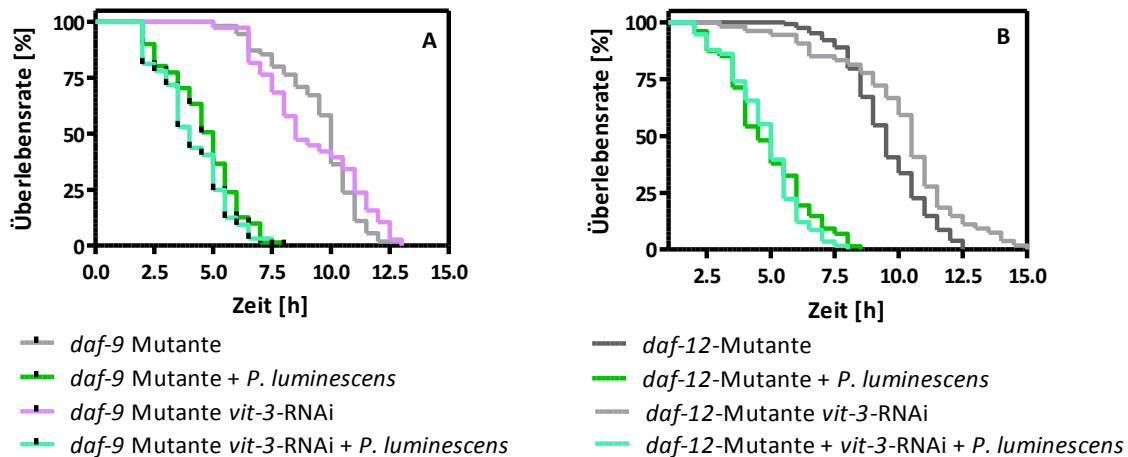 A
B
Überlebensrate [%]
100
75
50
25
0
0.0 2.5 5.0 7.5 10.0 12.5 15.0
Zeit [h]
Überlebensrate [%]
100
75
50
25
0
2.5 5.0 7.5 10.0 12.5 15.0
Zeit [h]
daf-9 Mutante
daf-9 Mutante + P. luminescens
daf-9 Mutante vit-3-RNAi
daf-9 Mutante vit-3-RNAi + P. luminescens
daf-12-Mutante
daf-12-Mutante + P. luminescens
daf-12-Mutante vit-3-RNAi
daf-12-Mutante + vit-3-RNAi + P. luminescens